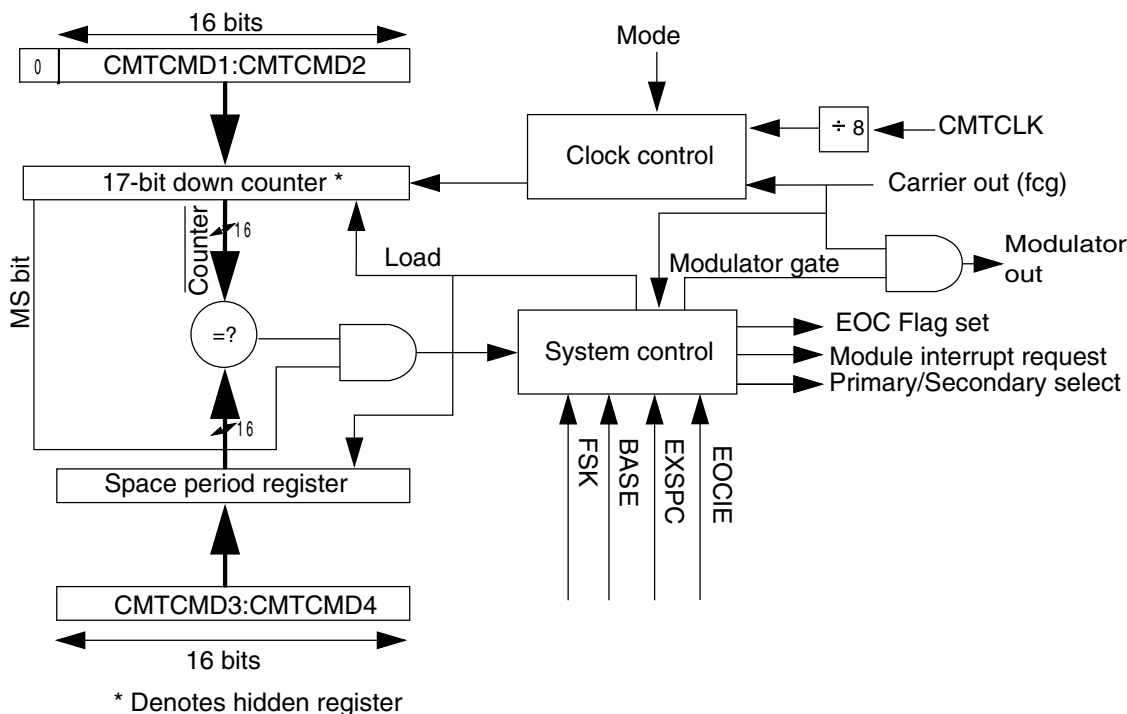 16 bits
0
CMTCMD1:CMTCMD2
Mode
÷ 8
CMTCLK
Clock control
17-bit down counter *
Carrier out (fcg)
Counter
16
MS bit
Load
Modulator gate
Modulator
out
=?
System control
EOC Flag set
Module interrupt request
Primary/Secondary select
16
FSK
BASE
EXSPC
EOCIE
Space period register
CMTCMD3:CMTCMD4
16 bits
* Denotes hidden register